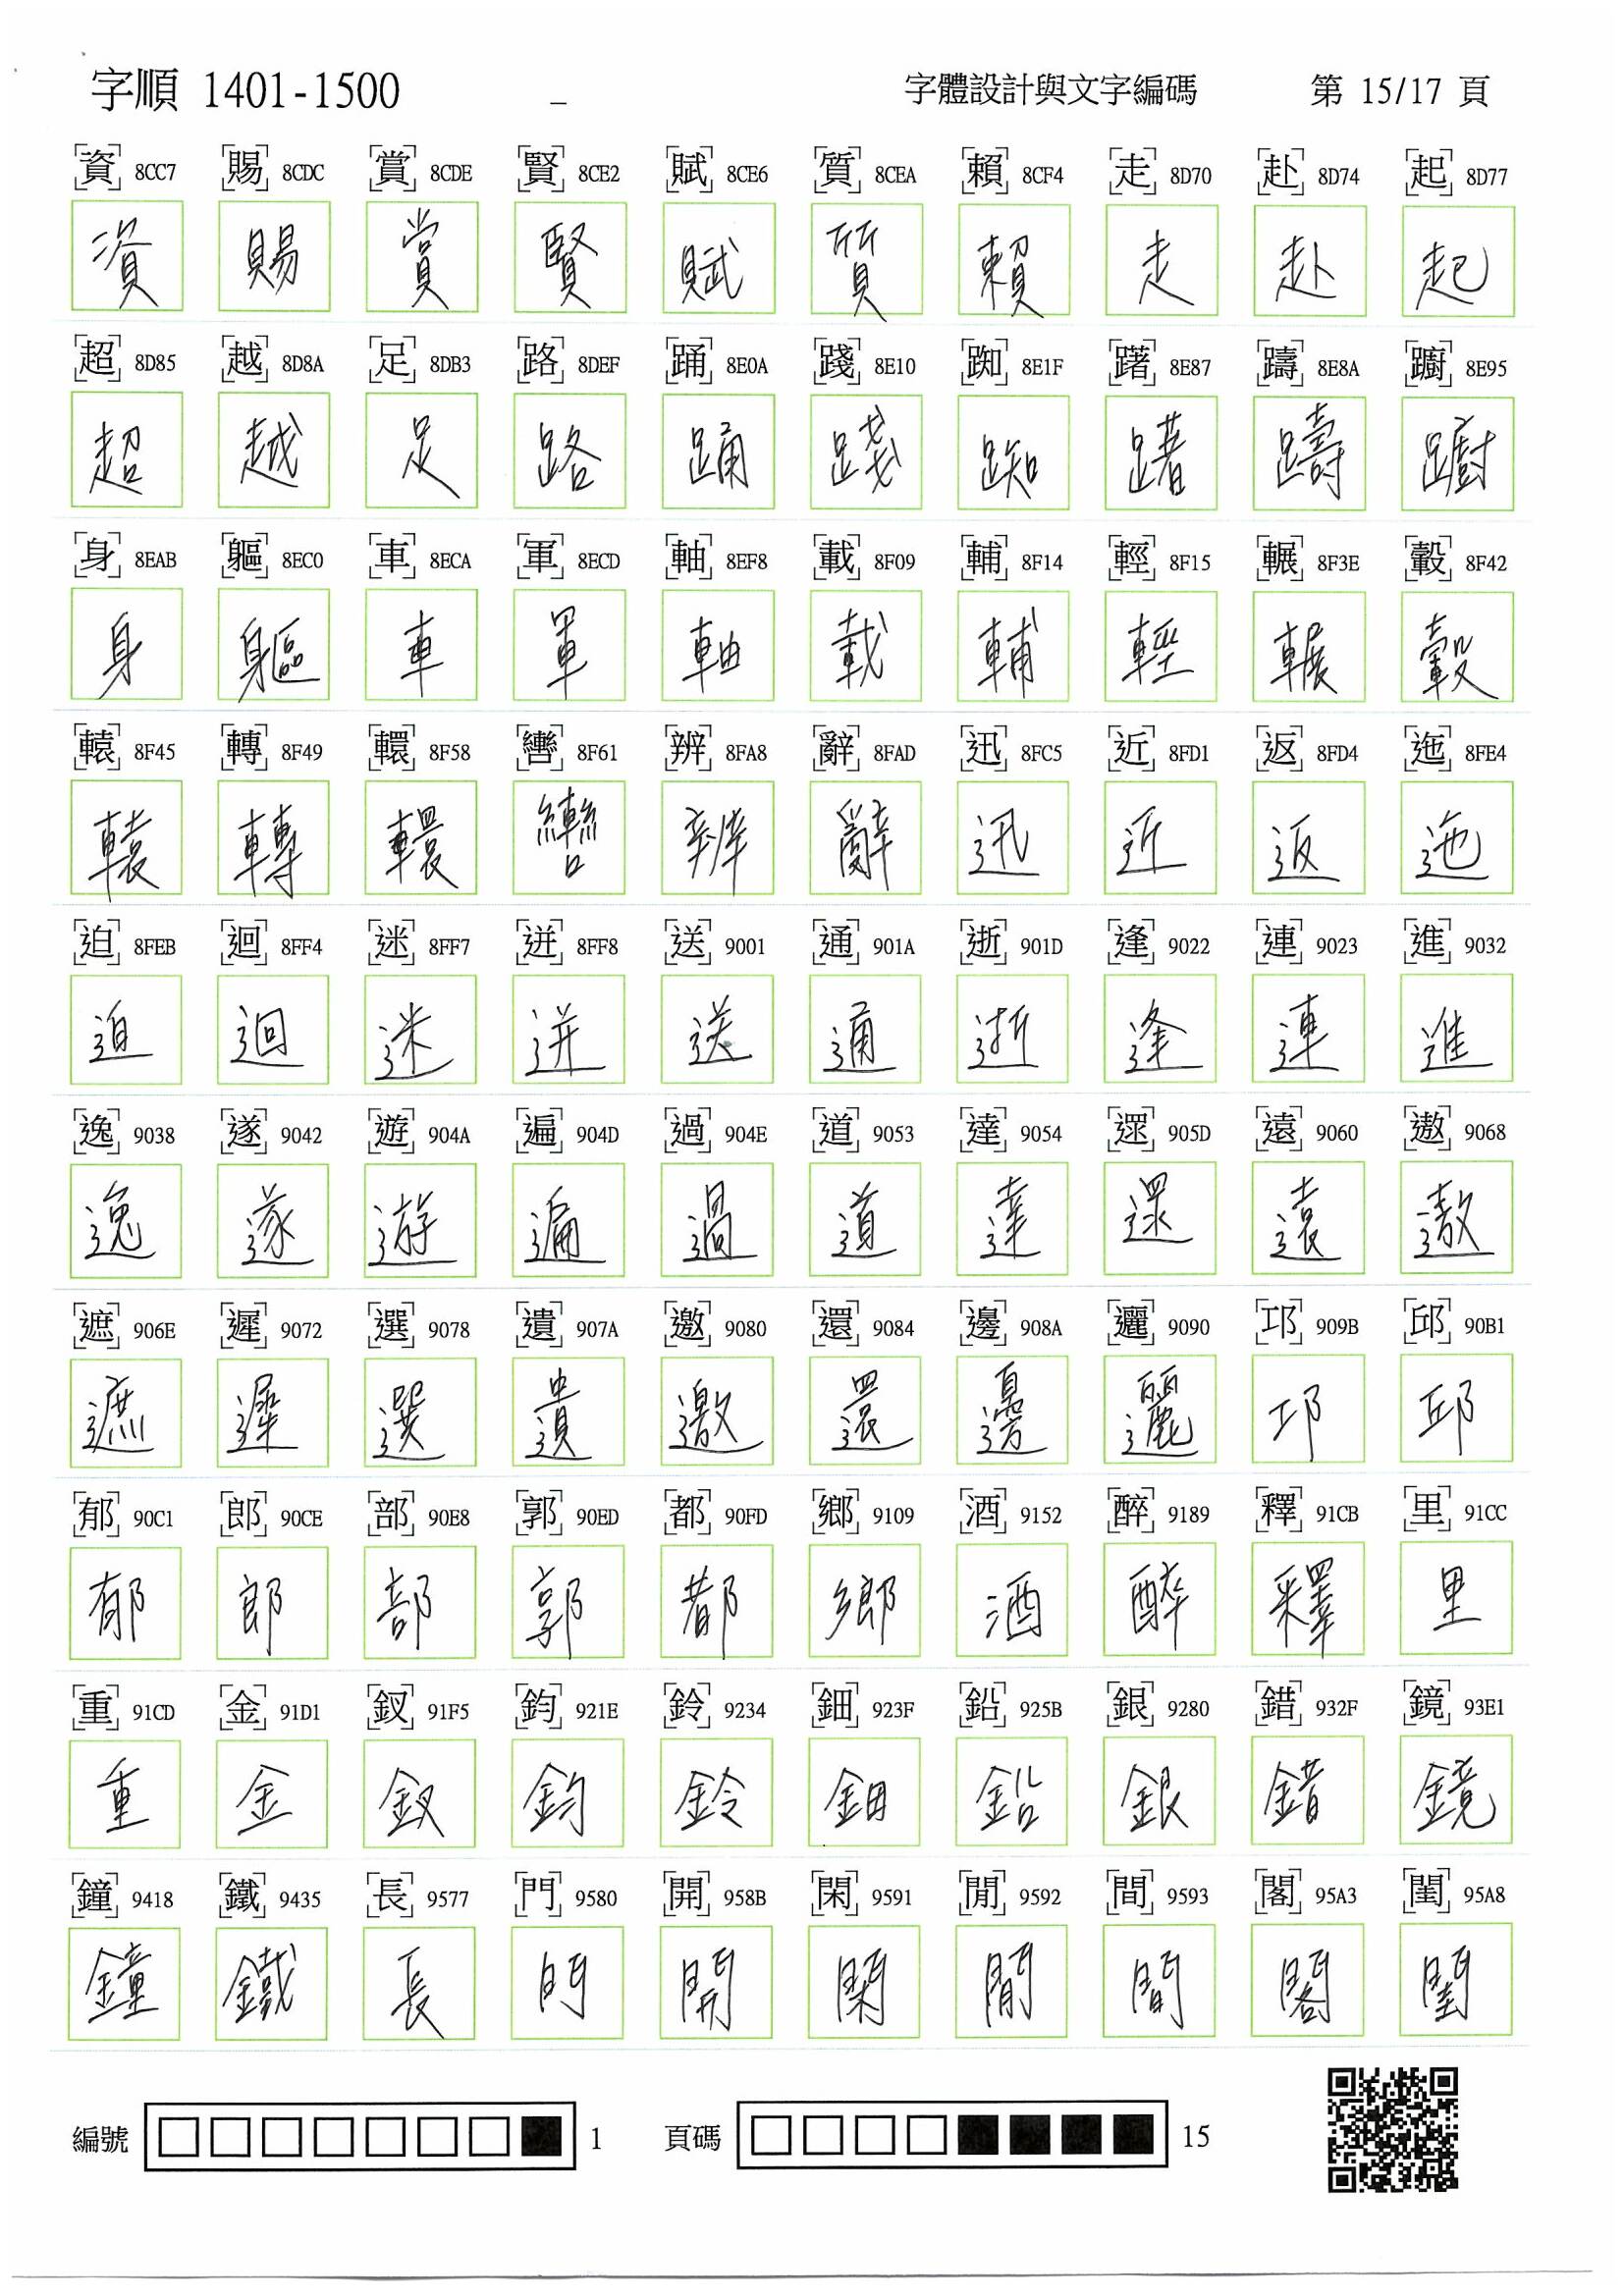 字順 1401-1500 _ 字體設計與文字編碼 第 15/17 頁
資 8CC7 賜 8CDC 賞 8CDE 賢 8CE2 賦 8CE6 質 8CEA 賴 8CF4 走 8D70 赴 8D74 起 8D77
資 賜 賞 賢 賦 質 賴 走 赴 起
超 8D85 越 8D8A 足 8DB3 路 8DEF 踊 8E0A 踐 8E10 踟 8E1F 躇 8E87 躊 8E8A 躕 8E95
超 越 足 路 踊 踐 踟 躇 躊 躕
身 8EAB 軀 8EC0 車 8ECA 軍 8ECD 軸 8EF8 載 8F09 輔 8F14 輕 8F15 輾 8F3E 轂 8F42
身 軀 車 軍 軸 載 輔 輕 輾 轂
轅 8F45 轉 8F49 轘 8F58 轡 8F61 辨 8FA8 辭 8FAD 迅 8FC5 近 8FD1 返 8FD4 迤 8FE4
轅 轉 轘 轡 辨 辭 迅 近 返 迤
迫 8FEB 迴 8FF4 迷 8FF7 迸 8FF8 送 9001 通 901A 逝 901D 逢 9022 連 9023 進 9032
迫 迴 迷 迸 送 通 逝 逢 連 進
逸 9038 遂 9042 遊 904A 遍 904D 過 904E 道 9053 達 9054 遝 905D 遠 9060 遨 9068
逸 遂 遊 遍 過 道 達 遝 遠 遨
遮 906E 遲 9072 選 9078 遺 907A 邀 9080 還 9084 邊 908A 邐 9090 邛 909B 邱 90B1
遮 遲 選 遺 邀 還 邊 邐 邛 邱
郁 90C1 郎 90CE 部 90E8 郭 90ED 都 90FD 鄉 9109 酒 9152 醉 9189 釋 91CB 里 91CC
郁 郎 部 郭 都 鄉 酒 醉 釋 里
重 91CD 金 91D1 釵 91F5 鈞 921E 鈴 9234 鈿 923F 鉛 925B 銀 9280 錯 932F 鏡 93E1
重 金 釵 鈞 鈴 鈿 鉛 銀 錯 鏡
鐘 9418 鐵 9435 長 9577 門 9580 開 958B 閑 9591 閒 9592 間 9593 閣 95A3 閨 95A8
鐘 鐵 長 門 開 閑 閒 間 閣 閨
編號 1 頁碼 15